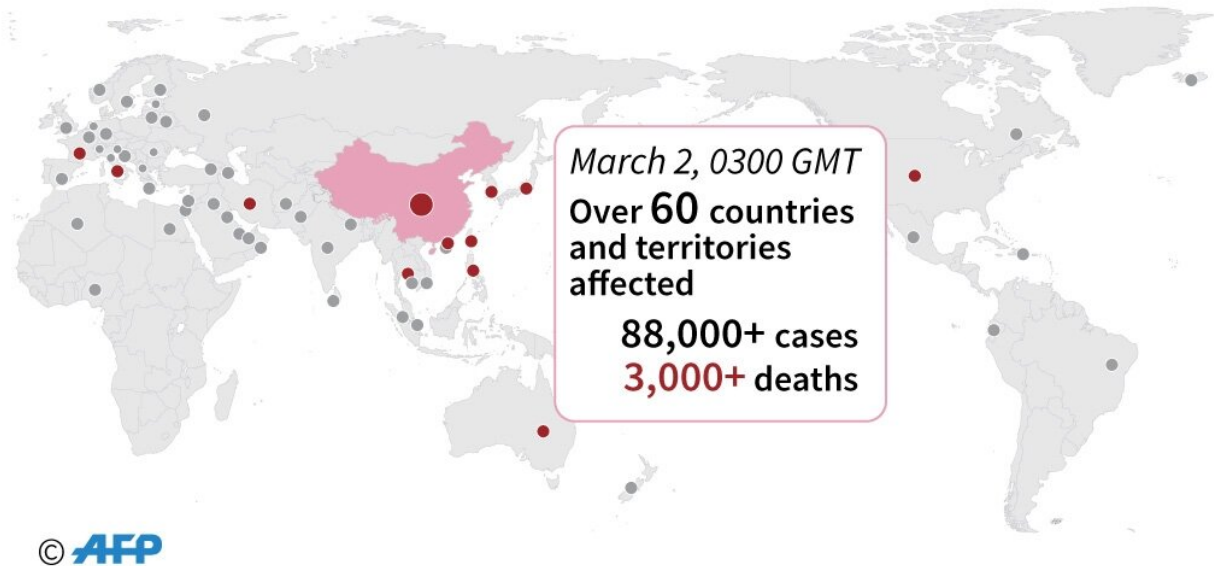 March 2, 0300 GMT
Over 60 countries
and territories
affected
88,000+ cases
3,000+ deaths
© AFP